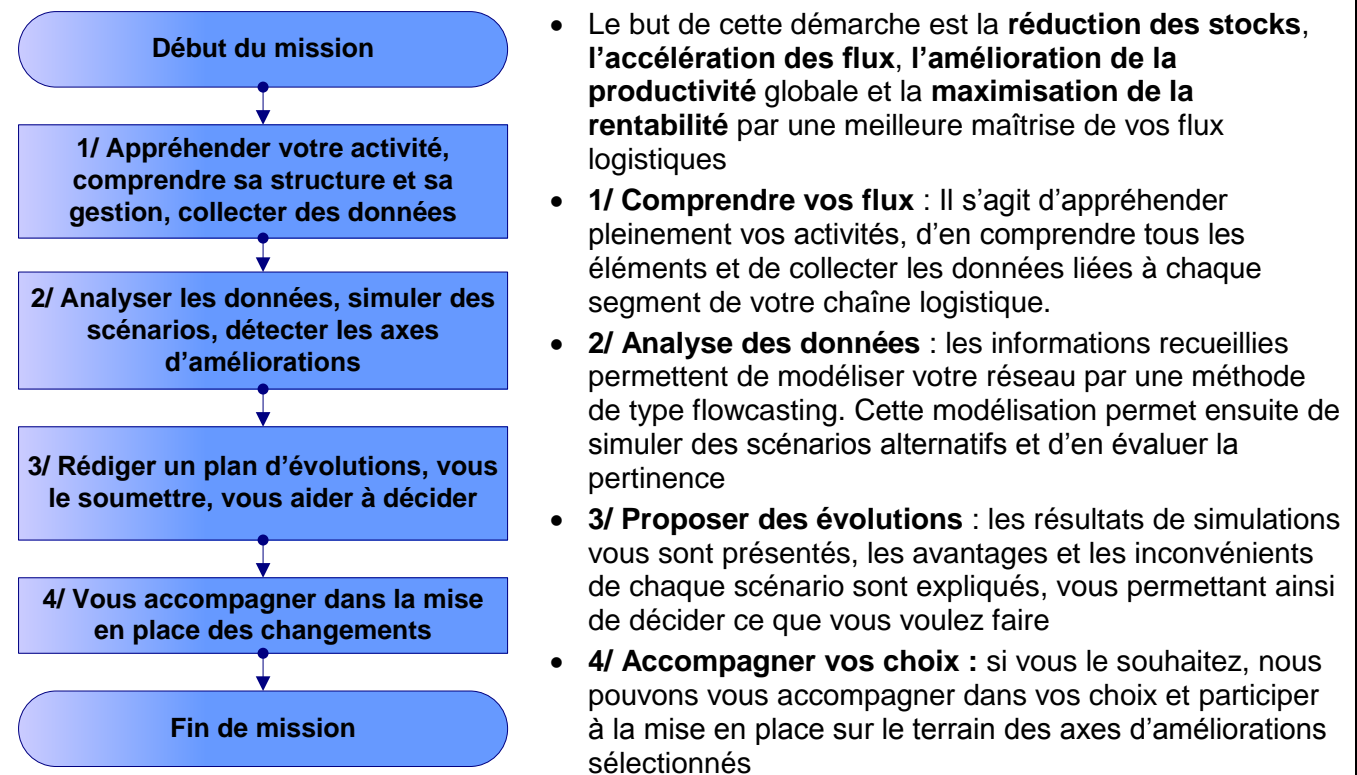 Début du mission
1/ Appréhender votre activité,
comprendre sa structure et sa
gestion, collecter des données
2/ Analyser les données, simuler des
scénarios, détecter les axes
d’améliorations
3/ Rédiger un plan d’évolutions, vous
le soumettre, vous aider à décider
4/ Vous accompagner dans la mise
en place des changements
Fin de mission
• Le but de cette démarche est la réduction des stocks,
l’accélération des flux, l’amélioration de la
productivité globale et la maximisation de la
rentabilité par une meilleure maîtrise de vos flux
logistiques
• 1/ Comprendre vos flux : Il s’agit d’appréhender
pleinement vos activités, d’en comprendre tous les
éléments et de collecter les données liées à chaque
segment de votre chaîne logistique.
• 2/ Analyse des données : les informations recueillies
permettent de modéliser votre réseau par une méthode
de type flowcasting. Cette modélisation permet ensuite de
simuler des scénarios alternatifs et d’en évaluer la
pertinence
• 3/ Proposer des évolutions : les résultats de simulations
vous sont présentés, les avantages et les inconvénients
de chaque scénario sont expliqués, vous permettant ainsi
de décider ce que vous voulez faire
• 4/ Accompagner vos choix : si vous le souhaitez, nous
pouvons vous accompagner dans vos choix et participer
à la mise en place sur le terrain des axes d’améliorations
sélectionnés